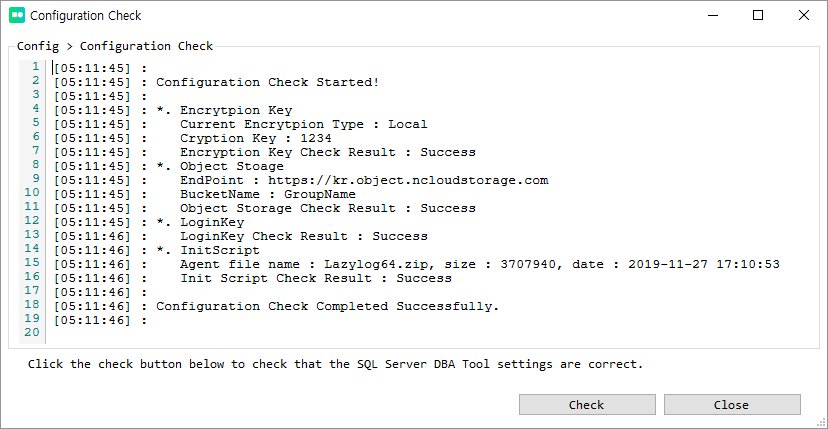 Configuration Check
Config > Configuration Check
1 [05:11:45] :
2 [05:11:45] : Configuration Check Started!
3 [05:11:45] :
4 [05:11:45] : *. Encrytpion Key
5 [05:11:45] :    Current Encrytpion Type : Local
6 [05:11:45] :    Cryption Key : 1234
7 [05:11:45] :    Encryption Key Check Result : Success
8 [05:11:45] : *. Object Stoage
9 [05:11:45] :    EndPoint : https://kr.object.ncloudstorage.com
10 [05:11:45] :    BucketName : GroupName
11 [05:11:45] :    Object Storage Check Result : Success
12 [05:11:45] : *. LoginKey
13 [05:11:46] :    LoginKey Check Result : Success
14 [05:11:46] : *. InitScript
15 [05:11:46] :    Agent file name : Lazylog64.zip, size : 3707940, date : 2019-11-27 17:10:53
16 [05:11:46] :    Init Script Check Result : Success
17 [05:11:46] :
18 [05:11:46] : Configuration Check Completed Successfully.
19 [05:11:46] :
20
Click the check button below to check that the SQL Server DBA Tool settings are correct.
Check Close